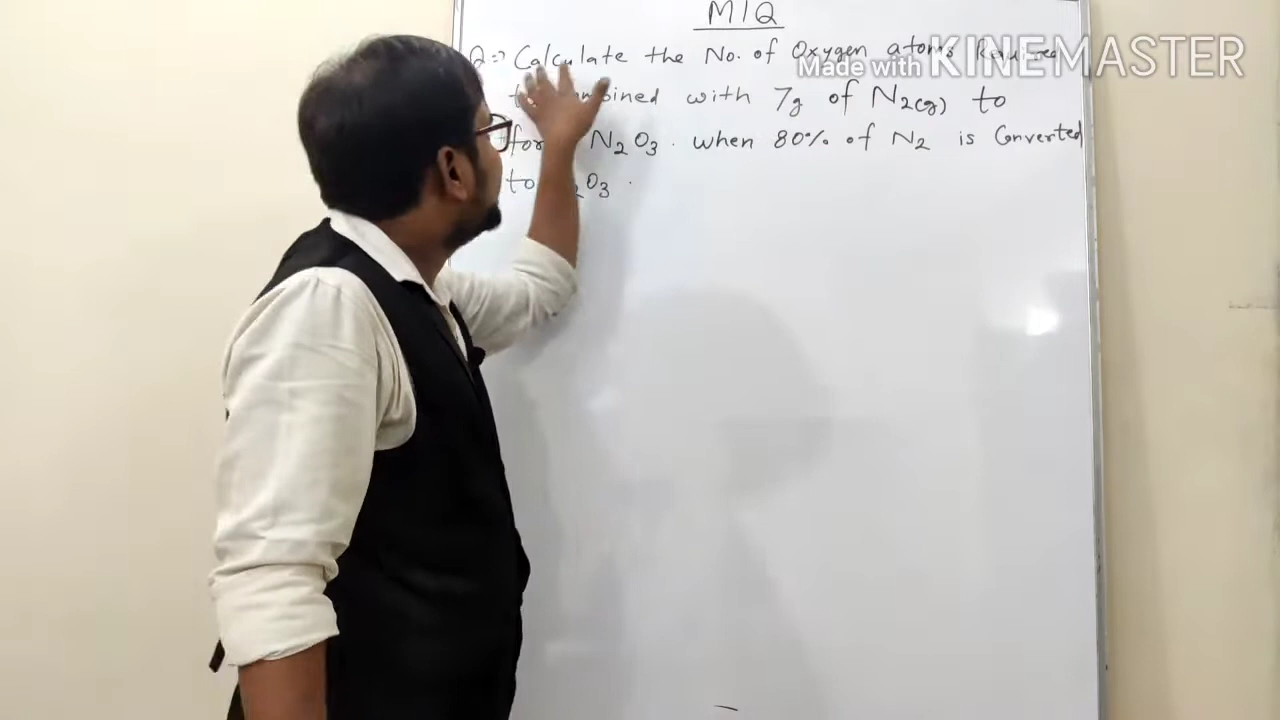 MIQ
Q⇒ Calculate the No. of Oxygen atoms
Made with KINEMASTER
with 7g of N2(g) to
N2O3. when 80% of N2 is Converted
to O3.